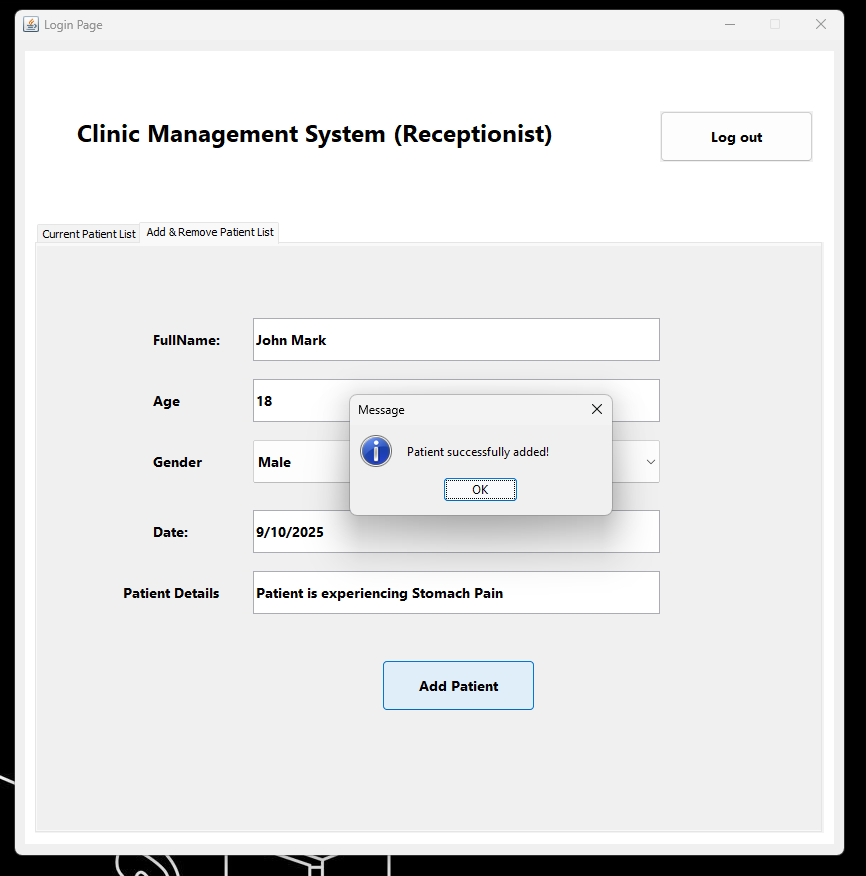 Login Page
Clinic Management System (Receptionist)
Log out
Current Patient List
Add & Remove Patient List
FullName:
John Mark
Age
18
Message
Patient successfully added!
OK
Gender
Male
Date:
9/10/2025
Patient Details
Patient is experiencing Stomach Pain
Add Patient